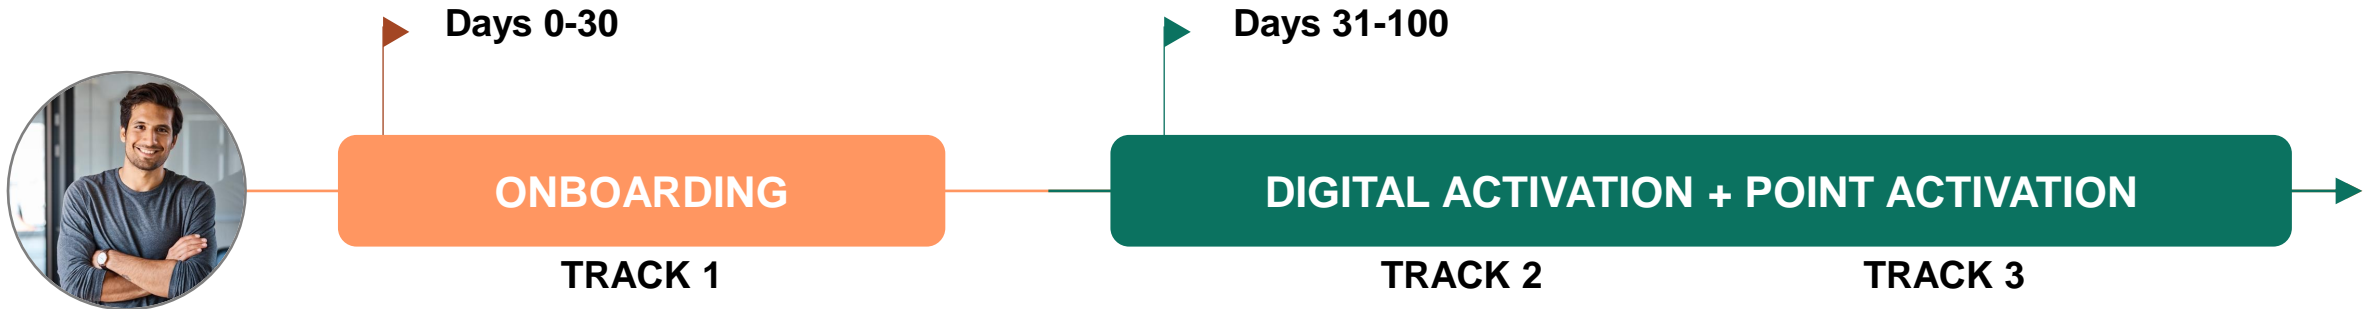 Days 0-30
Days 31-100
ONBOARDING
DIGITAL ACTIVATION + POINT ACTIVATION
TRACK 1
TRACK 2
TRACK 3